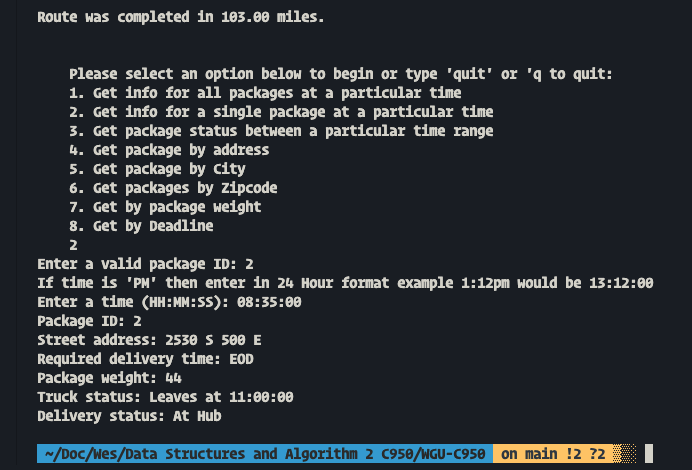 Route was completed in 103.00 miles.
Please select an option below to begin or type 'quit' or 'q to quit:
1. Get info for all packages at a particular time
2. Get info for a single package at a particular time
3. Get package status between a particular time range
4. Get package by address
5. Get packages by City
6. Get packages by Zipcode
7. Get by package weight
8. Get by Deadline
2
Enter a valid package ID: 2
If time is 'PM' then enter in 24 Hour format example 1:12pm would be 13:12:00
Enter a time (HH:MM:SS): 08:35:00
Package ID: 2
Street address: 2530 S 500 E
Required delivery time: EOD
Package weight: 44
Truck status: Leaves at 11:00:00
Delivery status: At Hub
~/Doc/Wes/Data Structures and Algorithm 2 C950/WGU-C950 on main !2 ?2